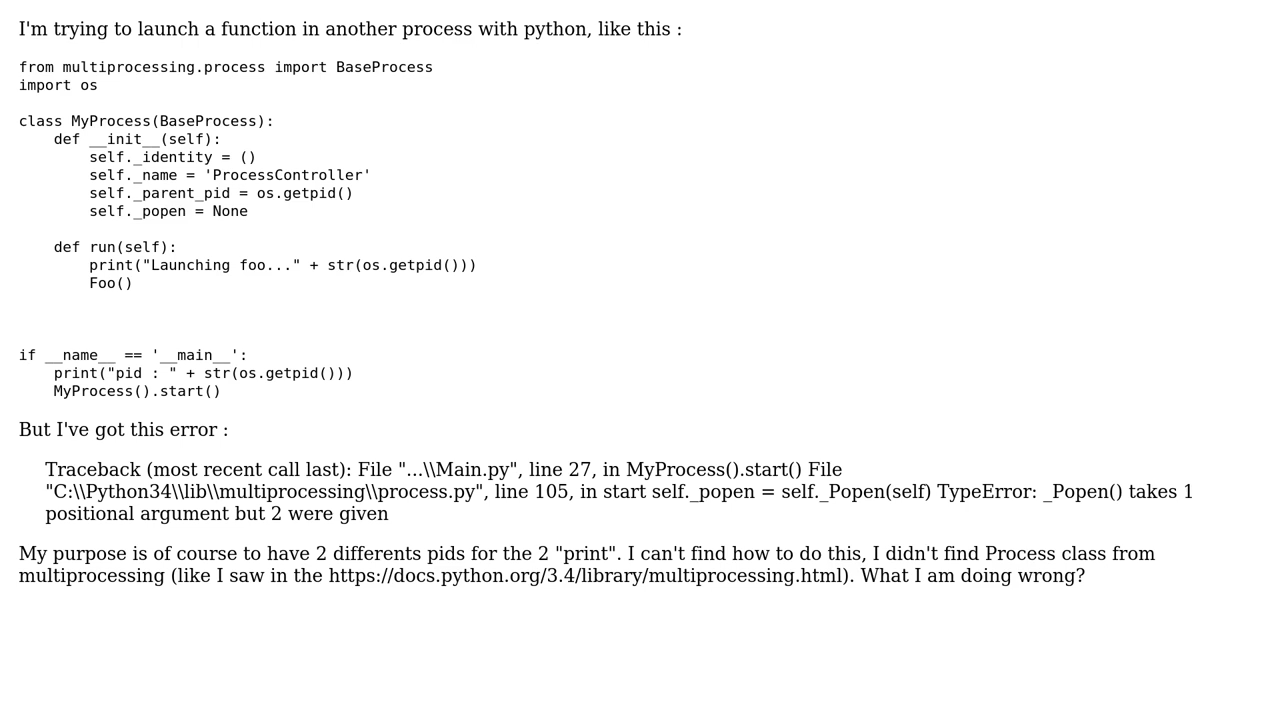 I'm trying to launch a function in another process with python, like this :
from multiprocessing.process import BaseProcess
import os
class MyProcess(BaseProcess):
    def __init__(self):
        self._identity = ()
        self._name = 'ProcessController'
        self._parent_pid = os.getpid()
        self._popen = None
    def run(self):
        print("Launching foo..." + str(os.getpid()))
        Foo()
if __name__ == '__main__':
    print("pid : " + str(os.getpid()))
    MyProcess().start()
But I've got this error :
Traceback (most recent call last): File "...\\Main.py", line 27, in MyProcess().start() File
"C:\\Python34\\lib\\multiprocessing\\process.py", line 105, in start self._popen = self._Popen(self) TypeError: _Popen() takes 1
positional argument but 2 were given
My purpose is of course to have 2 differents pids for the 2 "print". I can't find how to do this, I didn't find Process class from
multiprocessing (like I saw in the https://docs.python.org/3.4/library/multiprocessing.html). What I am doing wrong?